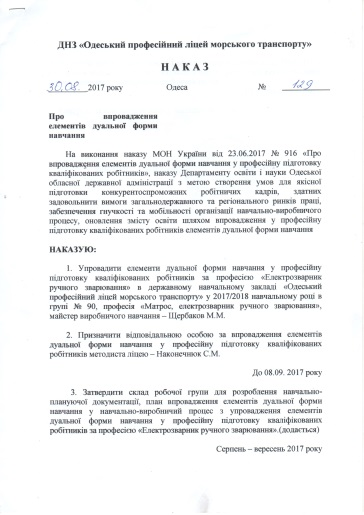 ДНЗ «Одеський професійний ліцей морського транспорту»
Н А К А З
30.08. 2017 року Одеса № 129
Про впровадження
елементів дуальної форми
навчання
На виконання наказу МОН України від 23.06.2017 № 916 «Про
впровадження елементів дуальної форми навчання у професійну підготовку
кваліфікованих робітників», наказу Департаменту освіти і науки Одеської
обласної державної адміністрації з метою створення умов для якісної
підготовки конкурентоспроможних робітничих кадрів, здатних
задовольнити вимоги загальнодержавного та регіонального ринків праці,
забезпечення гнучкості та мобільності організації навчально-виробничого
процесу, оновлення змісту освіти шляхом впровадження у професійну
підготовку кваліфікованих робітників елементів дуальної форми навчання
НАКАЗУЮ:
1. Упровадити елементи дуальної форми навчання у професійну
підготовку кваліфікованих робітників за професією «Електрозварник
ручного зварювання» в державному навчальному закладі «Одеський
професійний ліцей морського транспорту» у 2017/2018 навчальному році в
групі № 90, професія «Матрос, електрозварник ручного зварювання»,
майстер виробничого навчання – Щербаков М.М.
2. Призначити відповідальною особою за впровадження елементів
дуальної форми навчання у професійну підготовку кваліфікованих
робітників методиста ліцею – Наконечнюк С.М.
До 08.09. 2017 року
3. Затвердити склад робочої групи для розроблення навчально-
плануючої документації, план впровадження елементів дуальної форми
навчання у навчально-виробничий процес з упровадження елементів
дуальної форми навчання у професійну підготовку кваліфікованих
робітників за професією «Електрозварник ручного зварювання».(додається)
Серпень – вересень 2017 року